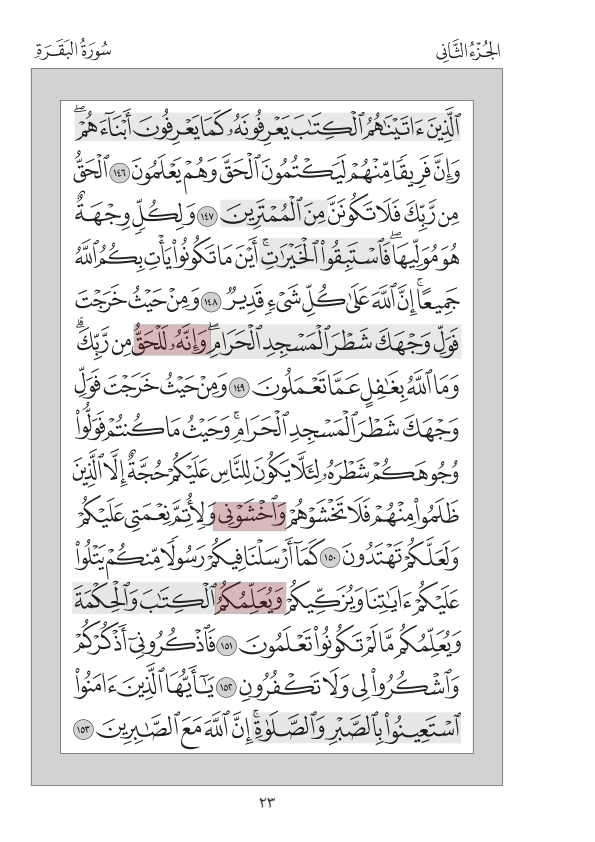 الجُزْءُ الثَّانِي
سُورَةُ البَقَرَةِ
ٱلَّذِينَ ءَاتَيۡنَٰهُمُ ٱلۡكِتَٰبَ يَعۡرِفُونَهُۥ كَمَا يَعۡرِفُونَ أَبۡنَآءَهُمۡۖ
وَإِنَّ فَرِيقٗا مِّنۡهُمۡ لَيَكۡتُمُونَ ٱلۡحَقَّ وَهُمۡ يَعۡلَمُونَ ١٤٦ ٱلۡحَقُّ
مِن رَّبِّكَ فَلَا تَكُونَنَّ مِنَ ٱلۡمُمۡتَرِينَ ١٤٧ وَلِكُلّٖ وِجۡهَةٌ
هُوَ مُوَلِّيهَاۖ فَٱسۡتَبِقُواْ ٱلۡخَيۡرَٰتِۚ أَيۡنَ مَا تَكُونُواْ يَأۡتِ بِكُمُ ٱللَّهُ
جَمِيعًاۚ إِنَّ ٱللَّهَ عَلَىٰ كُلِّ شَيۡءٖ قَدِيرٞ ١٤٨ وَمِنۡ حَيۡثُ خَرَجۡتَ
فَوَلِّ وَجۡهَكَ شَطۡرَ ٱلۡمَسۡجِدِ ٱلۡحَرَامِۖ وَإِنَّهُۥ لَلۡحَقُّ مِن رَّبِّكَۗ
وَمَا ٱللَّهُ بِغَٰفِلٍ عَمَّا تَعۡمَلُونَ ١٤٩ وَمِنۡ حَيۡثُ خَرَجۡتَ فَوَلِّ
وَجۡهَكَ شَطۡرَ ٱلۡمَسۡجِدِ ٱلۡحَرَامِۚ وَحَيۡثُ مَا كُنتُمۡ فَوَلُّواْ
وُجُوهَكُمۡ شَطۡرَهُۥ لِئَلَّا يَكُونَ لِلنَّاسِ عَلَيۡكُمۡ حُجَّةٌ إِلَّا ٱلَّذِينَ
ظَلَمُواْ مِنۡهُمۡ فَلَا تَخۡشَوۡهُمۡ وَٱخۡشَوۡنِي وَلِأُتِمَّ نِعۡمَتِي عَلَيۡكُمۡ
وَلَعَلَّكُمۡ تَهۡتَدُونَ ١٥٠ كَمَآ أَرۡسَلۡنَا فِيكُمۡ رَسُولٗا مِّنكُمۡ يَتۡلُواْ
عَلَيۡكُمۡ ءَايَٰتِنَا وَيُزَكِّيكُمۡ وَيُعَلِّمُكُمُ ٱلۡكِتَٰبَ وَٱلۡحِكۡمَةَ
وَيُعَلِّمُكُم مَّا لَمۡ تَكُونُواْ تَعۡلَمُونَ ١٥١ فَٱذۡكُرُونِيٓ أَذۡكُرۡكُمۡ
وَٱشۡكُرُواْ لِي وَلَا تَكۡفُرُونِ ١٥٢ يَٰٓأَيُّهَا ٱلَّذِينَ ءَامَنُواْ
ٱسۡتَعِينُواْ بِٱلصَّبۡرِ وَٱلصَّلَوٰةِۚ إِنَّ ٱللَّهَ مَعَ ٱلصَّٰبِرِينَ ١٥٣
٢٣